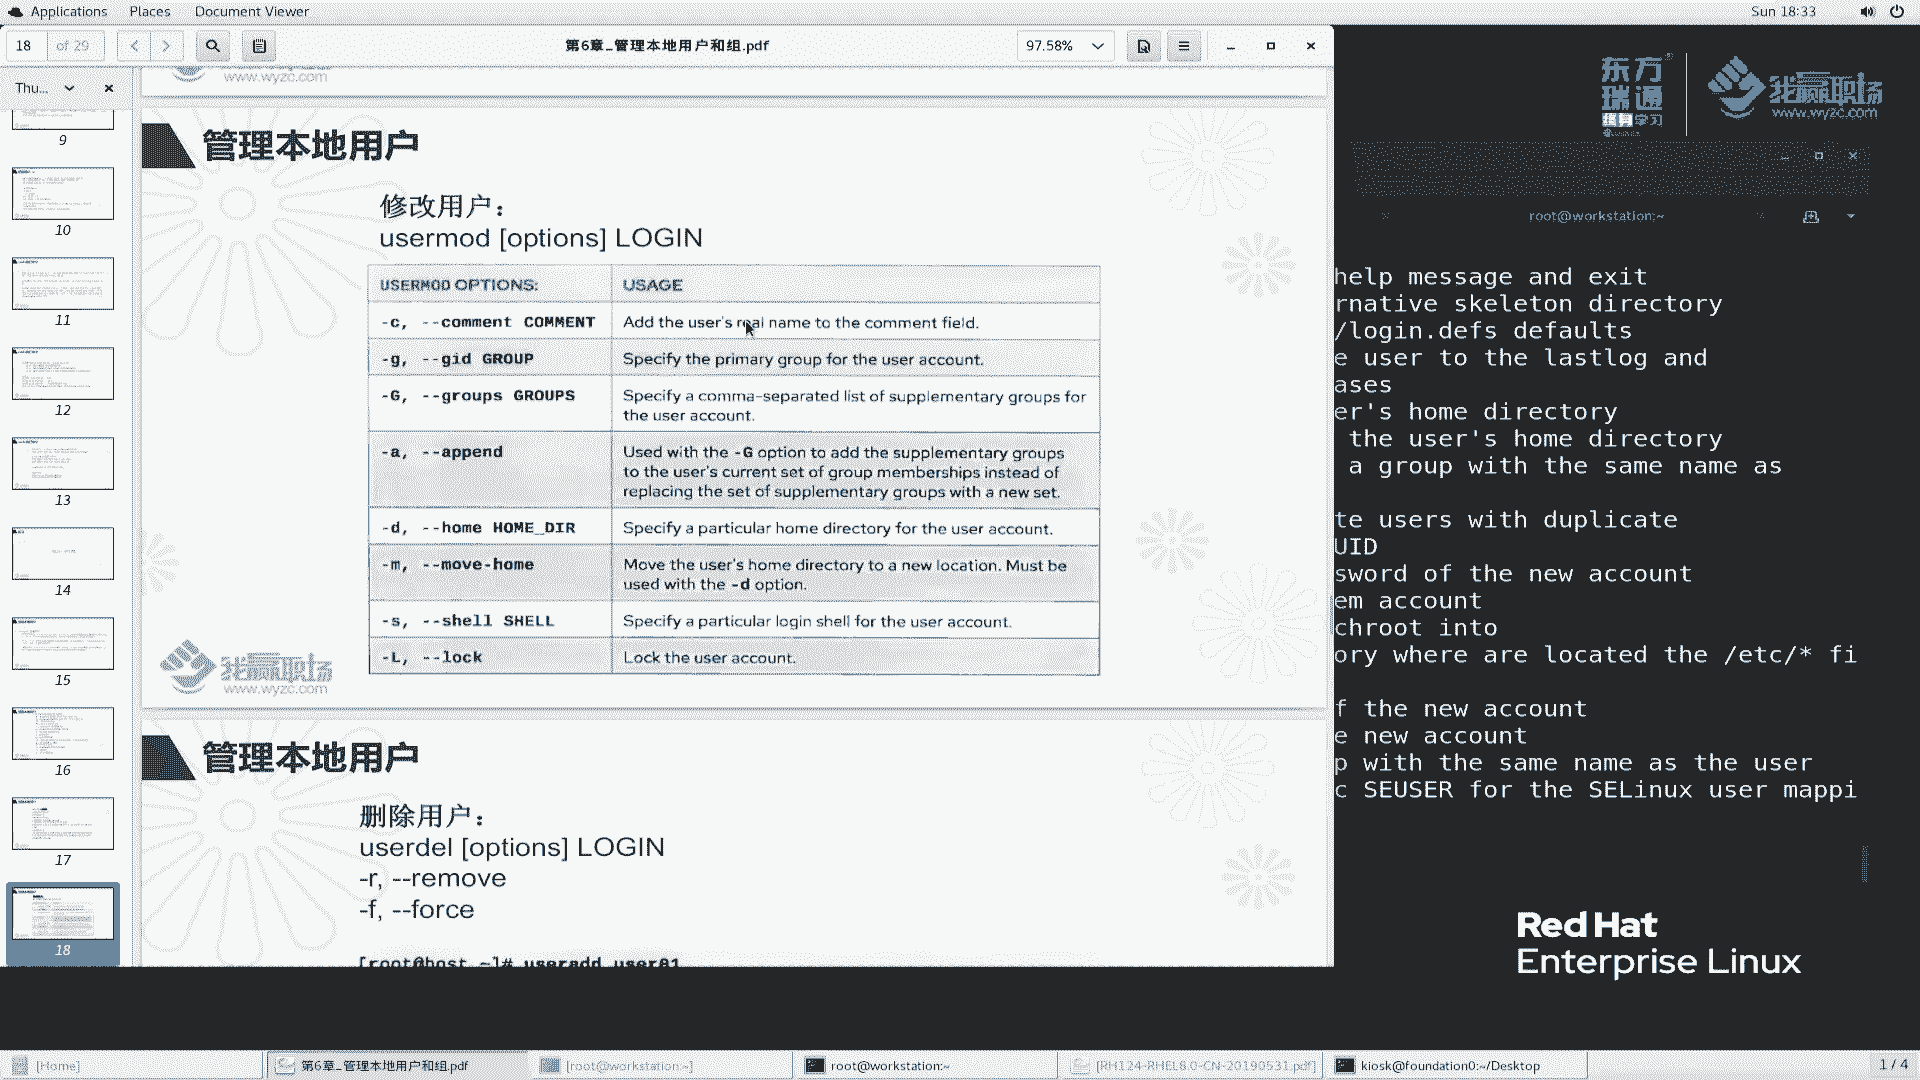 Applications Places Document Viewer Sun 18:33
18 of 29 第6章_管理本地用户和组.pdf 97.58%
Thu...
9
10
11
12
13
14
15
16
17
18
www.wyzc.com
管理本地用户
修改用户：
usermod [options] LOGIN
USERMOD OPTIONS: USAGE
-c, --comment COMMENT Add the user's real name to the comment field.
-g, --gid GROUP Specify the primary group for the user account.
-G, --groups GROUPS Specify a comma-separated list of supplementary groups for
the user account.
-a, --append Used with the -G option to add the supplementary groups
to the user's current set of group memberships instead of
replacing the set of supplementary groups with a new set.
-d, --home HOME_DIR Specify a particular home directory for the user account.
-m, --move-home Move the user's home directory to a new location. Must be
used with the -d option.
-s, --shell SHELL Specify a particular login shell for the user account.
-L, --lock Lock the user account.
我赢职场
www.wyzc.com
管理本地用户
删除用户：
userdel [options] LOGIN
-r, --remove
-f, --force
[root@host ~]# useradd user01
东方
瑞通
终身学习
我赢职场
www.wyzc.com
root@workstation:~
help message and exit
rnative skeleton directory
/login.defs defaults
e user to the lastlog and
ases
er's home directory
the user's home directory
a group with the same name as
te users with duplicate
UID
sword of the new account
em account
chroot into
ory where are located the /etc/* fi
f the new account
e new account
p with the same name as the user
c SEUSER for the SELinux user mappi
Red Hat
Enterprise Linux
[Home] 第6章_管理本地用户和组.pdf [root@workstation:~] root@workstation:~ [RH124-RHEL8.0-CN-20190531.pdf] kiosk@foundation0:~/Desktop 1 / 4